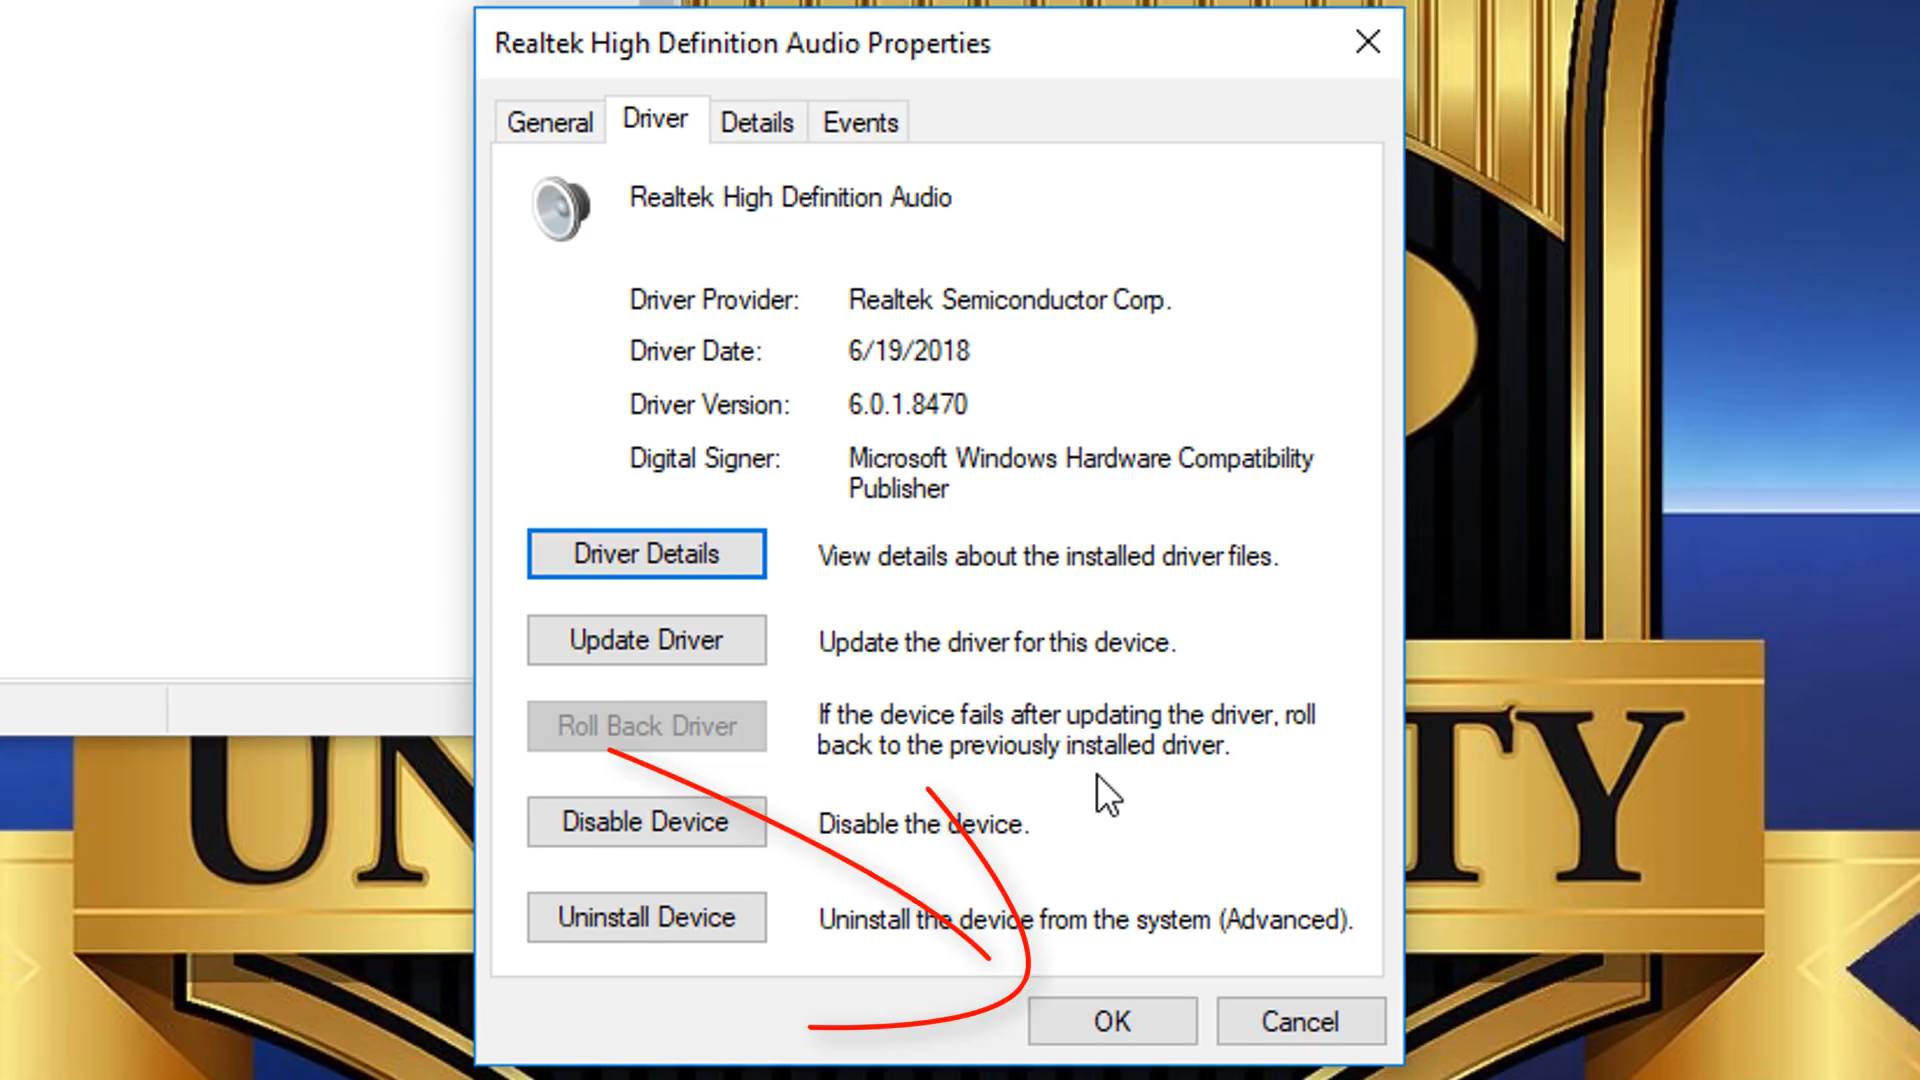 Realtek High Definition Audio Properties
General Driver Details Events
Realtek High Definition Audio
Driver Provider: Realtek Semiconductor Corp.
Driver Date: 6/19/2018
Driver Version: 6.0.1.8470
Digital Signer: Microsoft Windows Hardware Compatibility
Publisher
Driver Details View details about the installed driver files.
Update Driver Update the driver for this device.
Roll Back Driver If the device fails after updating the driver, roll
back to the previously installed driver.
Disable Device Disable the device.
Uninstall Device Uninstall the device from the system (Advanced).
OK Cancel
UN TY